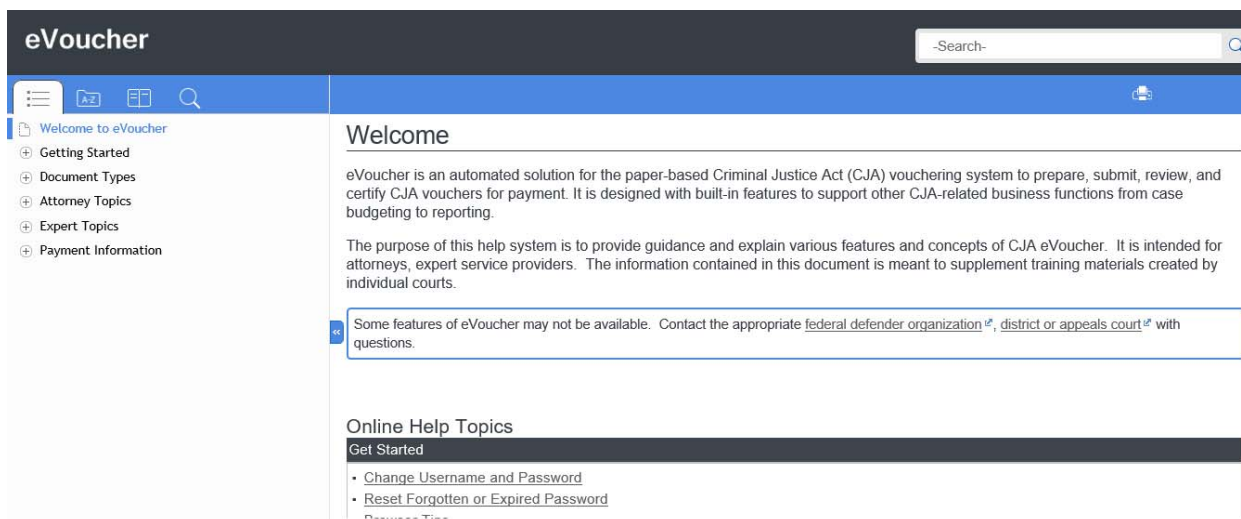 eVoucher
-Search-
A-Z
Welcome to eVoucher
Getting Started
Document Types
Attorney Topics
Expert Topics
Payment Information
Welcome
eVoucher is an automated solution for the paper-based Criminal Justice Act (CJA) vouchering system to prepare, submit, review, and
certify CJA vouchers for payment. It is designed with built-in features to support other CJA-related business functions from case
budgeting to reporting.
The purpose of this help system is to provide guidance and explain various features and concepts of CJA eVoucher. It is intended for
attorneys, expert service providers. The information contained in this document is meant to supplement training materials created by
individual courts.
Some features of eVoucher may not be available. Contact the appropriate federal defender organization, district or appeals court with
questions.
Online Help Topics
Get Started
• Change Username and Password
• Reset Forgotten or Expired Password